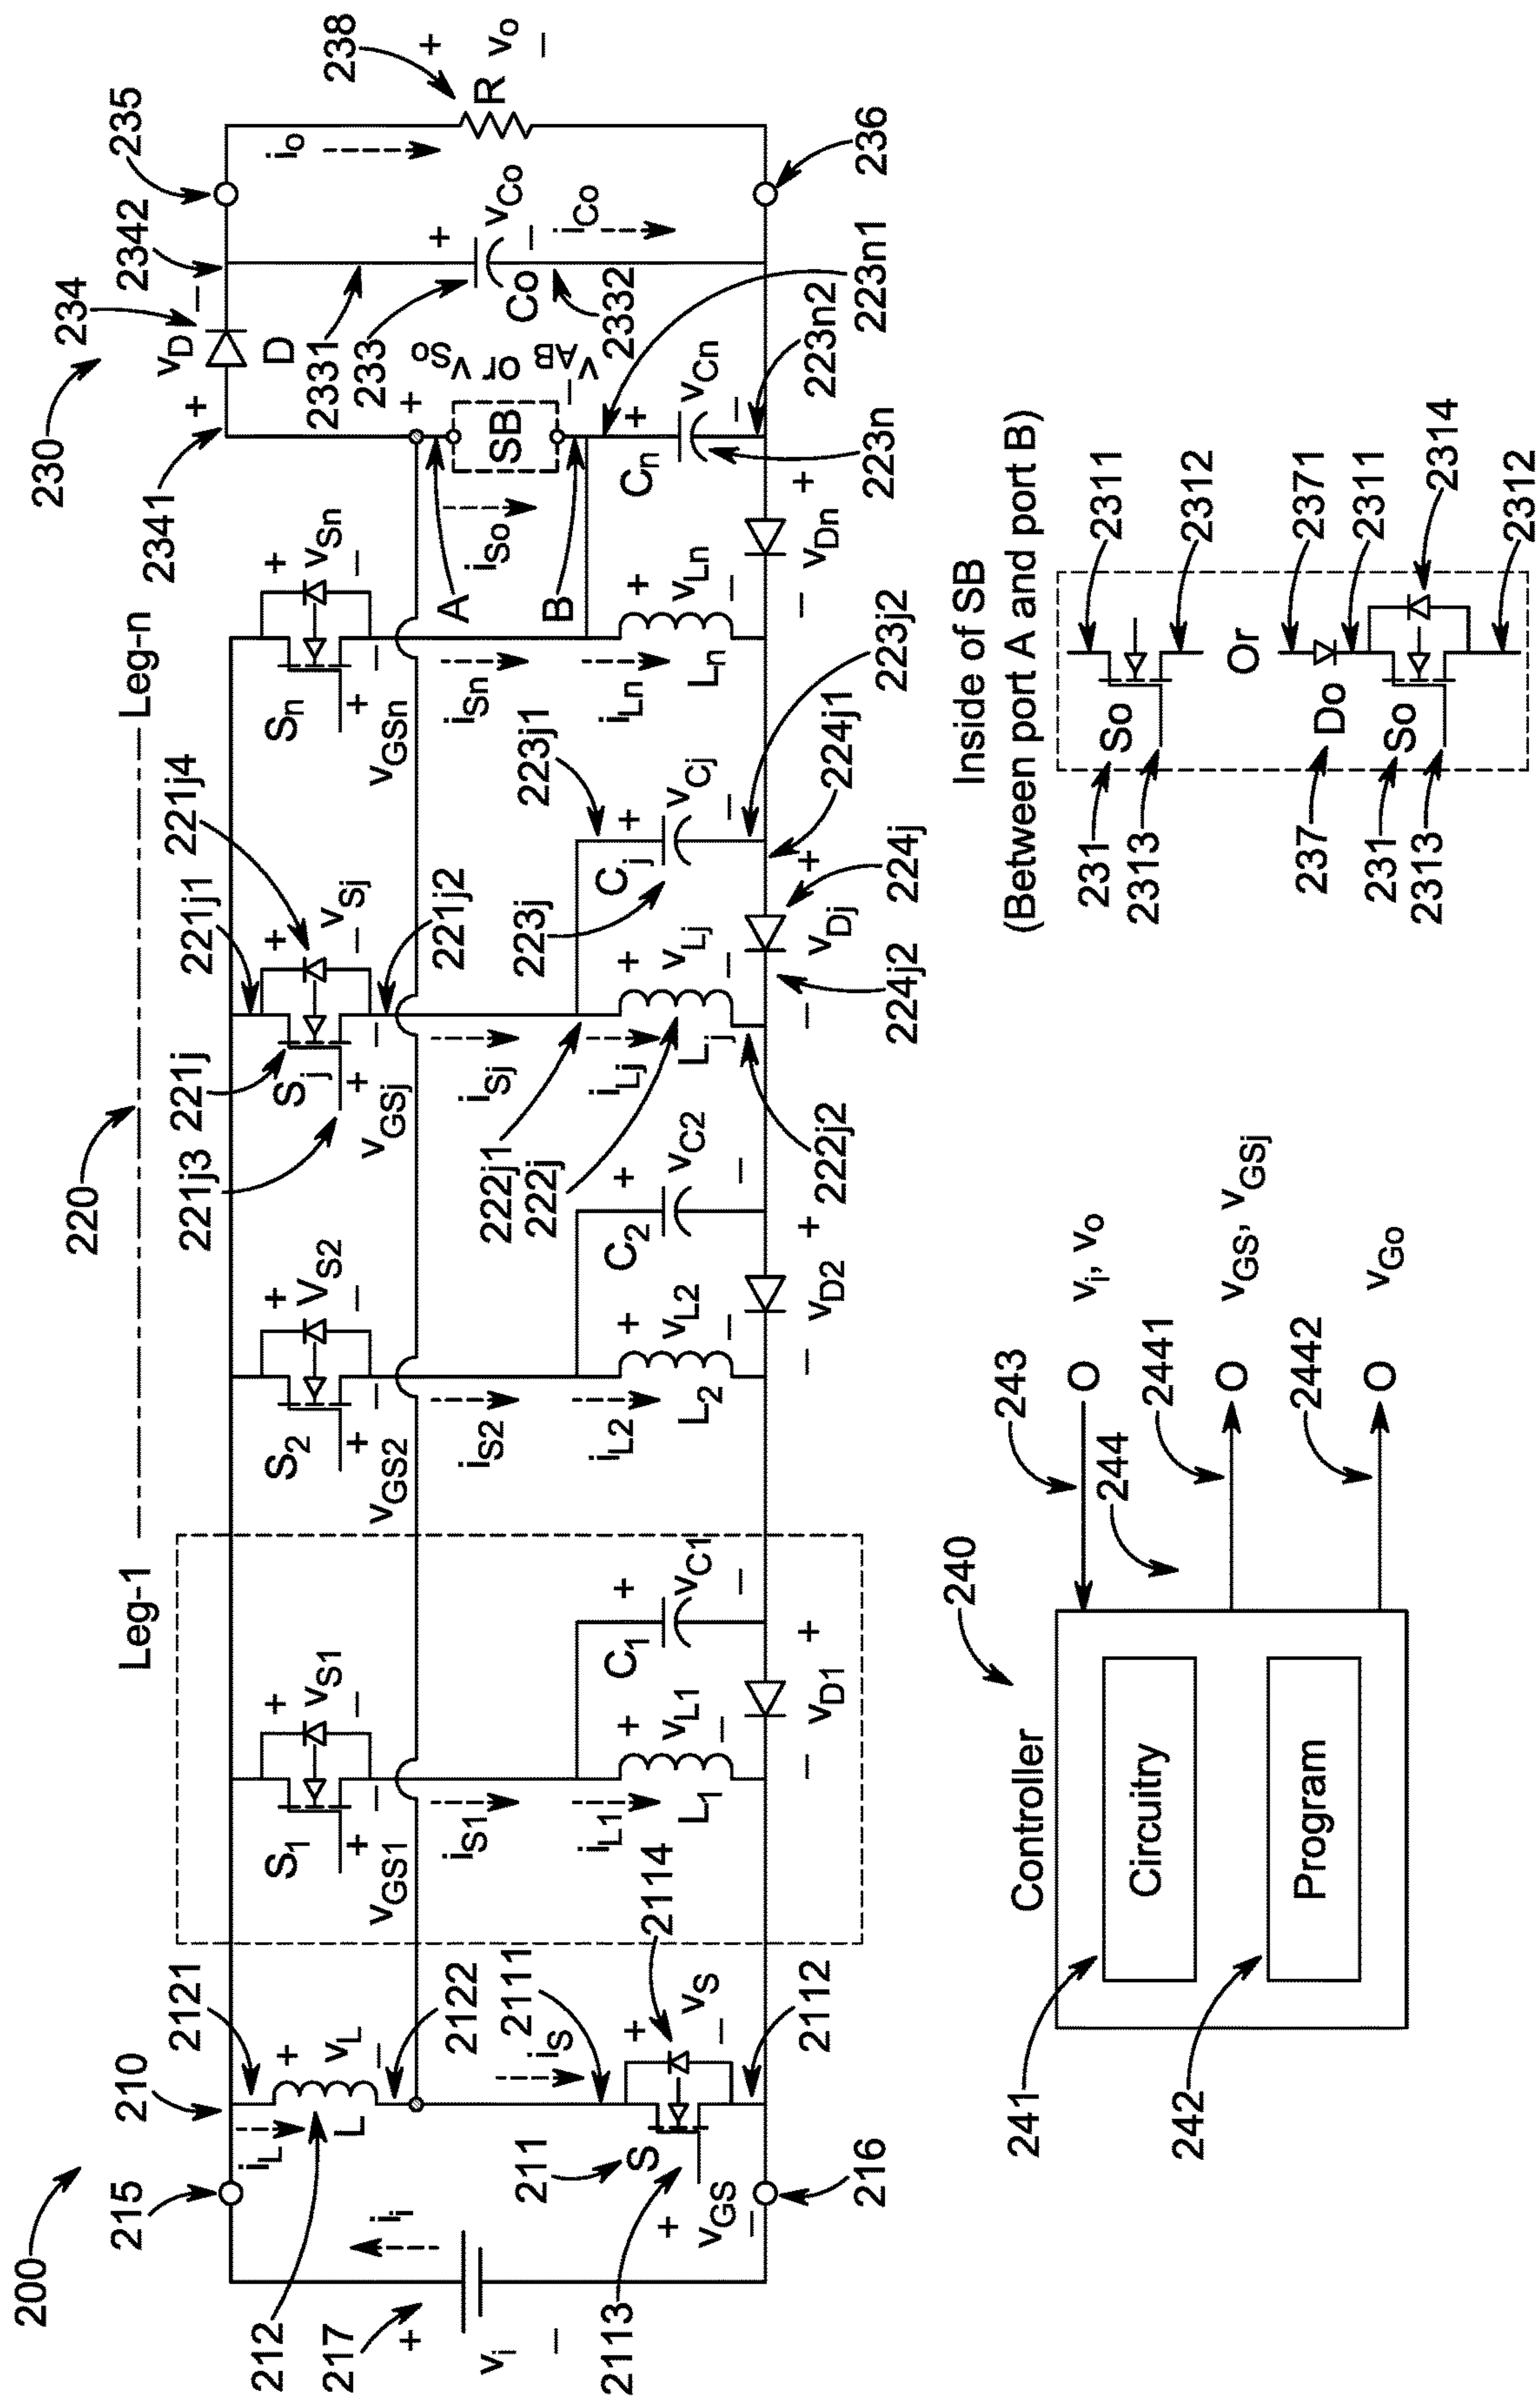 200
215
210
212
217
2121
2122
211
2113
2111
2114
2112
216
i_i
v_i
+
−
i_L
L
+
v_L
−
i_S
S
+
v_S
−
+
v_GS
−
220
Leg-1
Leg-n
S_1
+
v_S1
−
+
v_GS1
−
i_S1
i_L1
L_1
+
v_L1
−
C_1
+
v_C1
−
−
v_D1
+
S_2
+
V_S2
−
+
v_GS2
−
i_S2
i_L2
L_2
+
v_L2
−
C_2
+
v_C2
−
−
v_D2
+
221j1
221j4
221j
221j3
221j2
S_j
+
v_Sj
−
+
v_GSj
−
i_Sj
i_Lj
222j1
222j
222j2
L_j
+
v_Lj
−
223j
223j1
223j2
C_j
+
v_Cj
−
224j1
224j
224j2
−
v_Dj
+
S_n
+
v_Sn
−
+
v_GSn
−
i_Sn
i_Ln
L_n
+
v_Ln
−
−
v_Dn
+
230
234
2341
2342
235
+
v_D
−
D
A
B
SB
i_So
+
v_AB or v_So
−
C_n
+
v_Cn
−
223n
223n1
223n2
2331
233
2332
Co
+
v_Co
−
i_Co
i_o
238
R
+
v_o
−
236
240
Controller
241
Circuitry
242
Program
243
v_i, v_o
244
2441
v_GS, v_GSj
2442
v_Go
Inside of SB
(Between port A and port B)
231
So
2311
2313
2312
Or
237
Do
2371
2311
231
So
2314
2313
2312